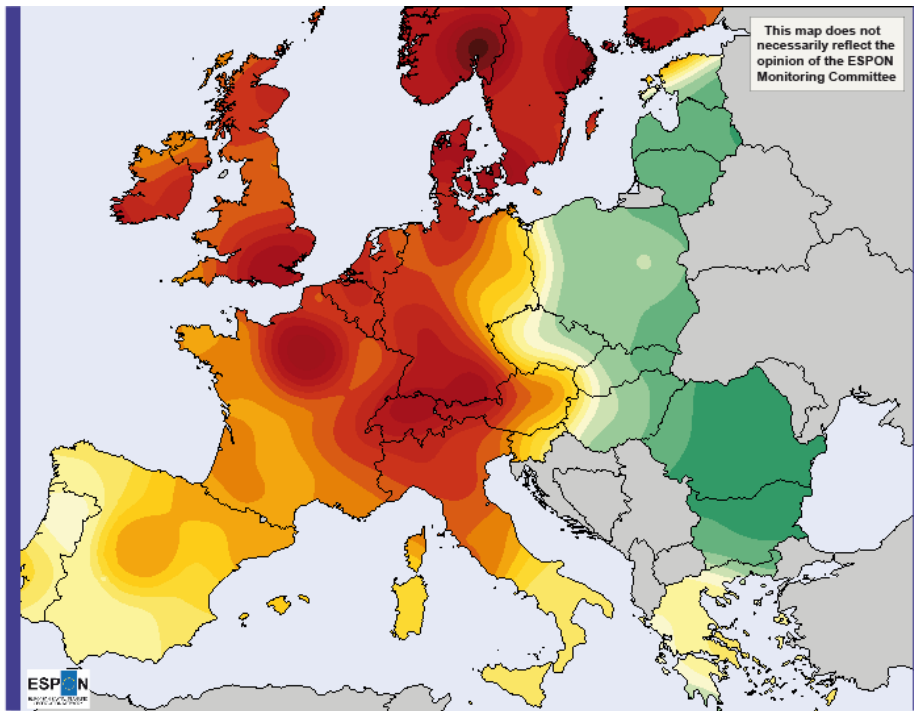 This map does not
necessarily reflect the
opinion of the ESPON
Monitoring Committee
ESPON